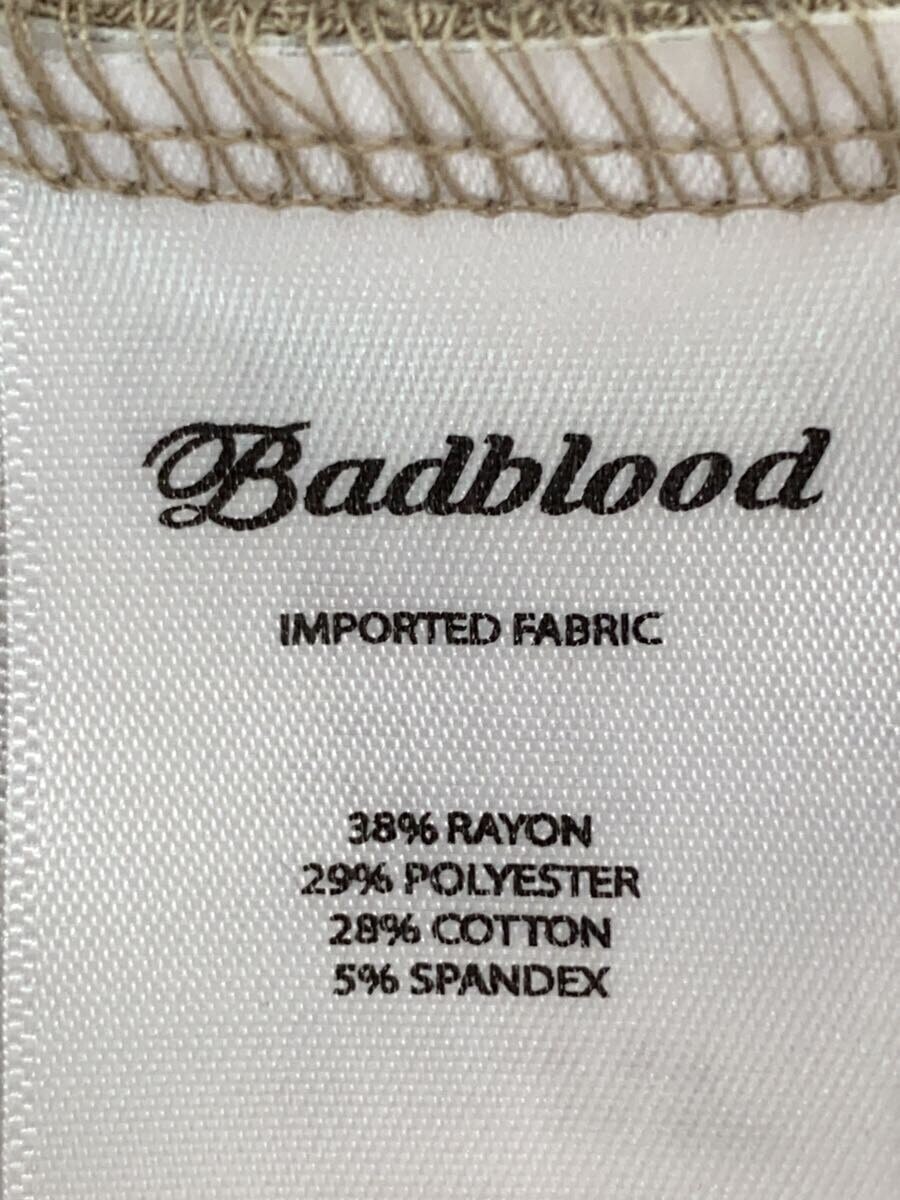 Badblood
IMPORTED FABRIC
38% RAYON
29% POLYESTER
28% COTTON
5% SPANDEX